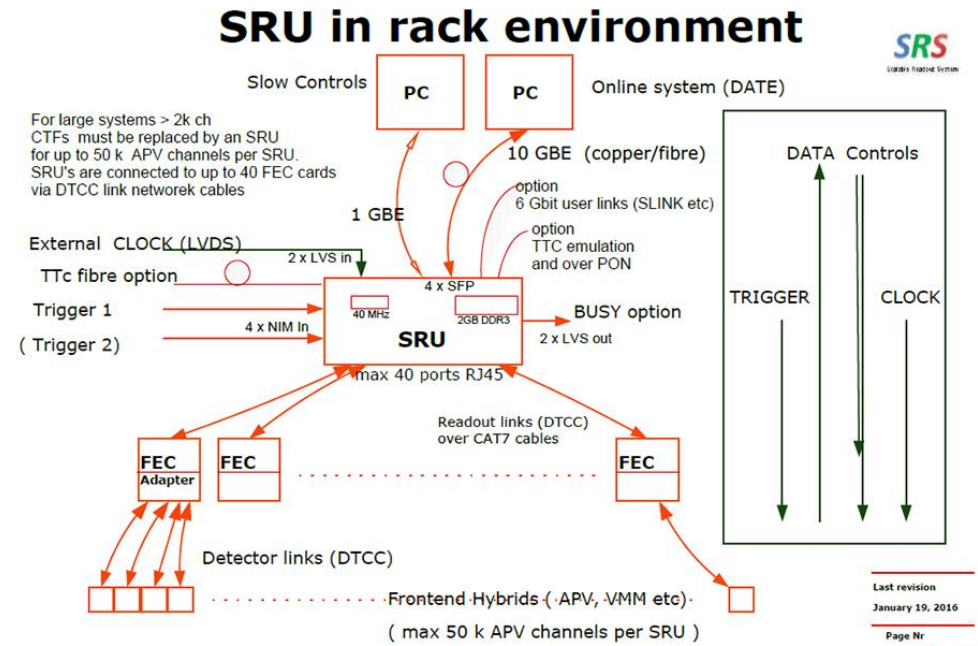 SRU in rack environment
SRS
Scalable Readout System
Slow Controls
PC
PC
Online system (DATE)
For large systems > 2k ch
CTFs must be replaced by an SRU
for up to 50 k APV channels per SRU.
SRU's are connected to up to 40 FEC cards
via DTCC link networek cables
10 GBE (copper/fibre)
1 GBE
option
6 Gbit user links (SLINK etc)
option
TTC emulation
and over PON
External CLOCK (LVDS)
2 x LVS in
TTc fibre option
Trigger 1
4 x NIM In
( Trigger 2)
4 x SFP
40 MHz
2GB DDR3
SRU
BUSY option
2 x LVS out
max 40 ports RJ45
Readout links (DTCC)
over CAT7 cables
FEC
Adapter
FEC
FEC
Detector links (DTCC)
Frontend Hybrids ( APV, VMM etc)
( max 50 k APV channels per SRU )
DATA Controls
TRIGGER
CLOCK
Last revision
January 19, 2016
Page Nr